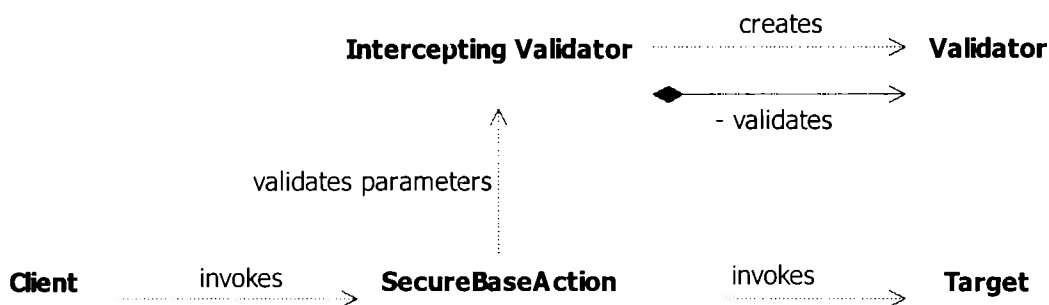 creates
Intercepting Validator
Validator
- validates
validates parameters
Client
invokes
SecureBaseAction
invokes
Target